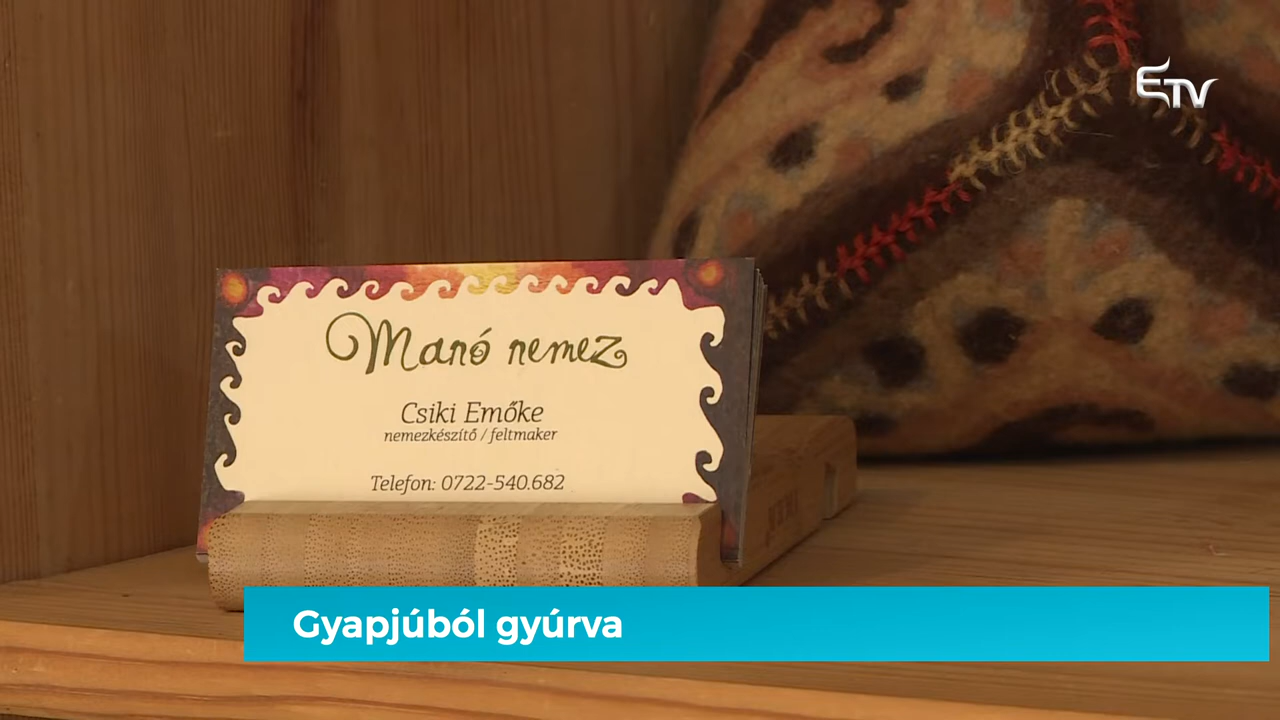 ETV
Manó nemez
Csiki Emőke
nemezkészítő / feltmaker
Telefon: 0722-540.682
Gyapjúból gyúrva